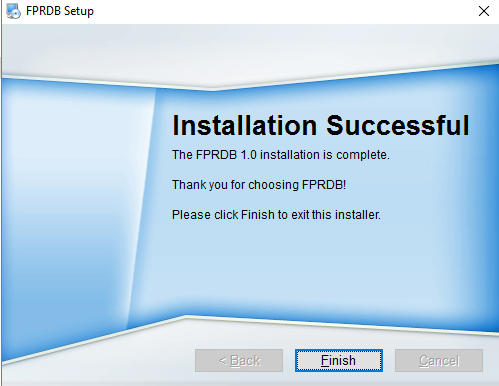 FPRDB Setup
Installation Successful
The FPRDB 1.0 installation is complete.
Thank you for choosing FPRDB!
Please click Finish to exit this installer.
< Back Finish Cancel